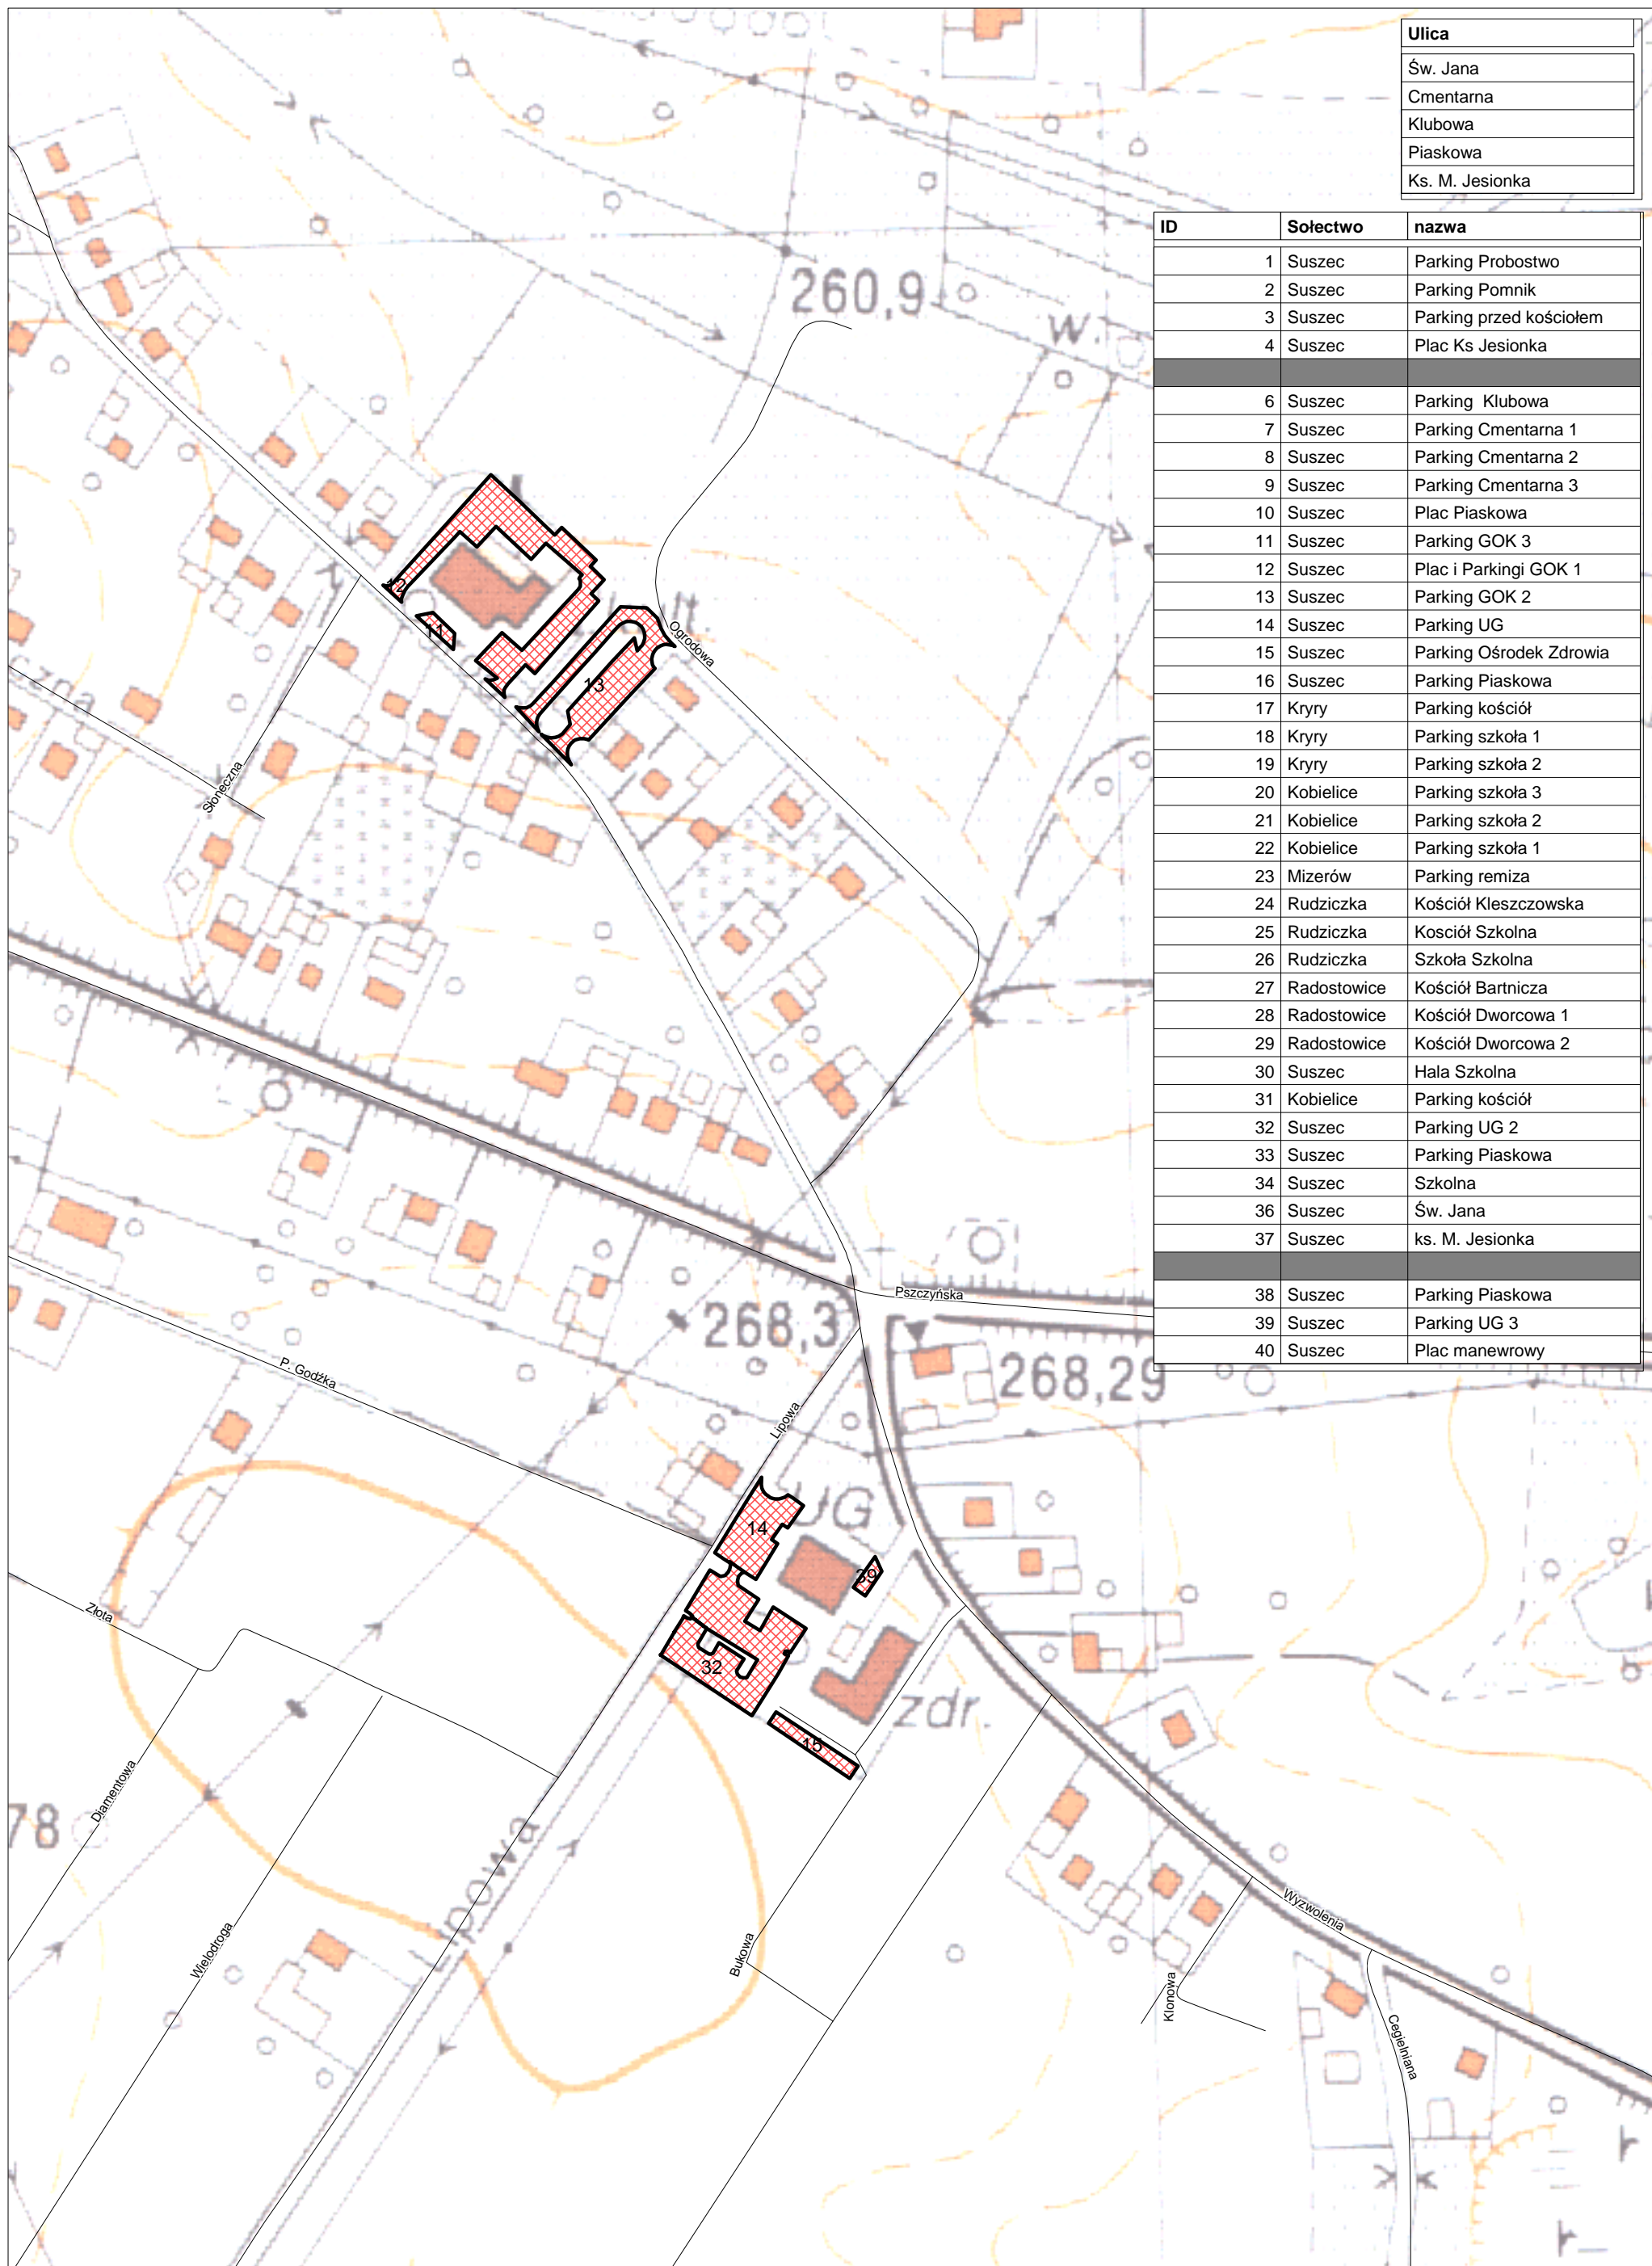 Ulica
Św. Jana
Cmentarna
Klubowa
Piaskowa
Ks. M. Jesionka
ID Sołectwo nazwa
1 Suszec Parking Probostwo
2 Suszec Parking Pomnik
3 Suszec Parking przed kościołem
4 Suszec Plac Ks Jesionka
6 Suszec Parking Klubowa
7 Suszec Parking Cmentarna 1
8 Suszec Parking Cmentarna 2
9 Suszec Parking Cmentarna 3
10 Suszec Plac Piaskowa
11 Suszec Parking GOK 3
12 Suszec Plac i Parkingi GOK 1
13 Suszec Parking GOK 2
14 Suszec Parking UG
15 Suszec Parking Ośrodek Zdrowia
16 Suszec Parking Piaskowa
17 Kryry Parking kościół
18 Kryry Parking szkoła 1
19 Kryry Parking szkoła 2
20 Kobielice Parking szkoła 3
21 Kobielice Parking szkoła 2
22 Kobielice Parking szkoła 1
23 Mizerów Parking remiza
24 Rudziczka Kościół Kleszczowska
25 Rudziczka Kosciół Szkolna
26 Rudziczka Szkoła Szkolna
27 Radostowice Kościół Bartnicza
28 Radostowice Kościół Dworcowa 1
29 Radostowice Kościół Dworcowa 2
30 Suszec Hala Szkolna
31 Kobielice Parking kościół
32 Suszec Parking UG 2
33 Suszec Parking Piaskowa
34 Suszec Szkolna
36 Suszec Św. Jana
37 Suszec ks. M. Jesionka
38 Suszec Parking Piaskowa
39 Suszec Parking UG 3
40 Suszec Plac manewrowy
260,9
w.
12
11
13
Ogrodowa
czna
Słoneczna
Pszczyńska
268,3
268,29
P. Godźka
Lipowa
UG
14
39
32
zdr.
15
Złota
Diamentowa
78
Wielodroga
Bukowa
Wyzwolenia
Klonowa
Cegielniana